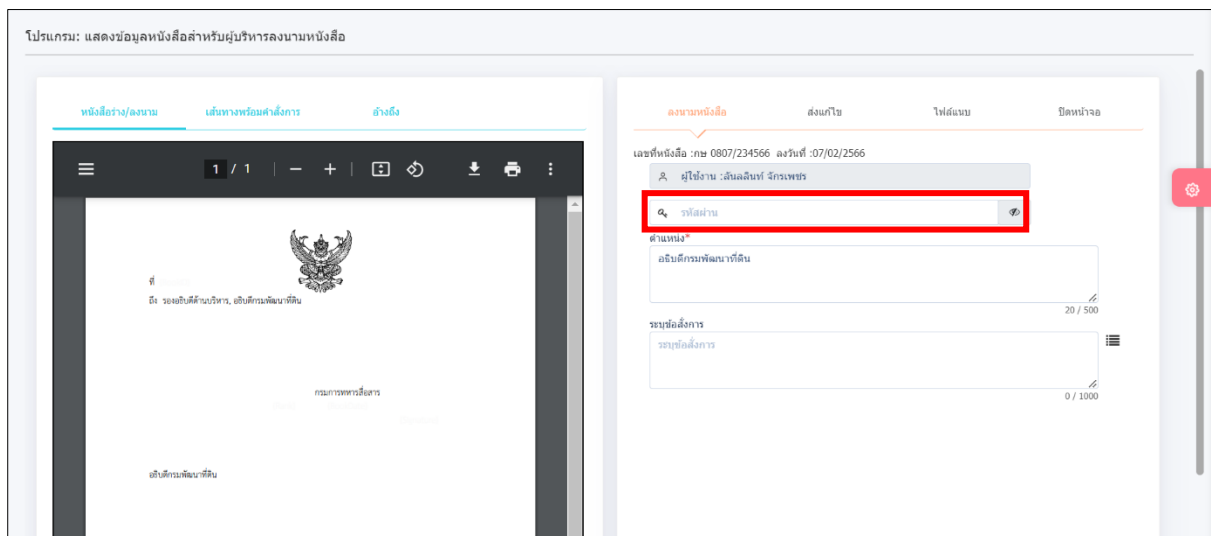 โปรแกรม: แสดงข้อมูลหนังสือสำหรับผู้บริหารลงนามหนังสือ
หนังสือร่าง/ลงนาม เส้นทางพร้อมคำสั่งการ อ้างถึง
1 / 1
ที่
ถึง รองอธิบดีด้านบริหาร, อธิบดีกรมพัฒนาที่ดิน
กรมการทหารสื่อสาร
อธิบดีกรมพัฒนาที่ดิน
ลงนามหนังสือ ส่งแก้ไข ไฟล์แนบ ปิดหน้าจอ
เลขที่หนังสือ :กษ 0807/234566 ลงวันที่ :07/02/2566
ผู้ใช้งาน :ลันลลินท์ จักรเพชร
รหัสผ่าน
ตำแหน่ง*
อธิบดีกรมพัฒนาที่ดิน
20 / 500
ระบุข้อสั่งการ
ระบุข้อสั่งการ
0 / 1000